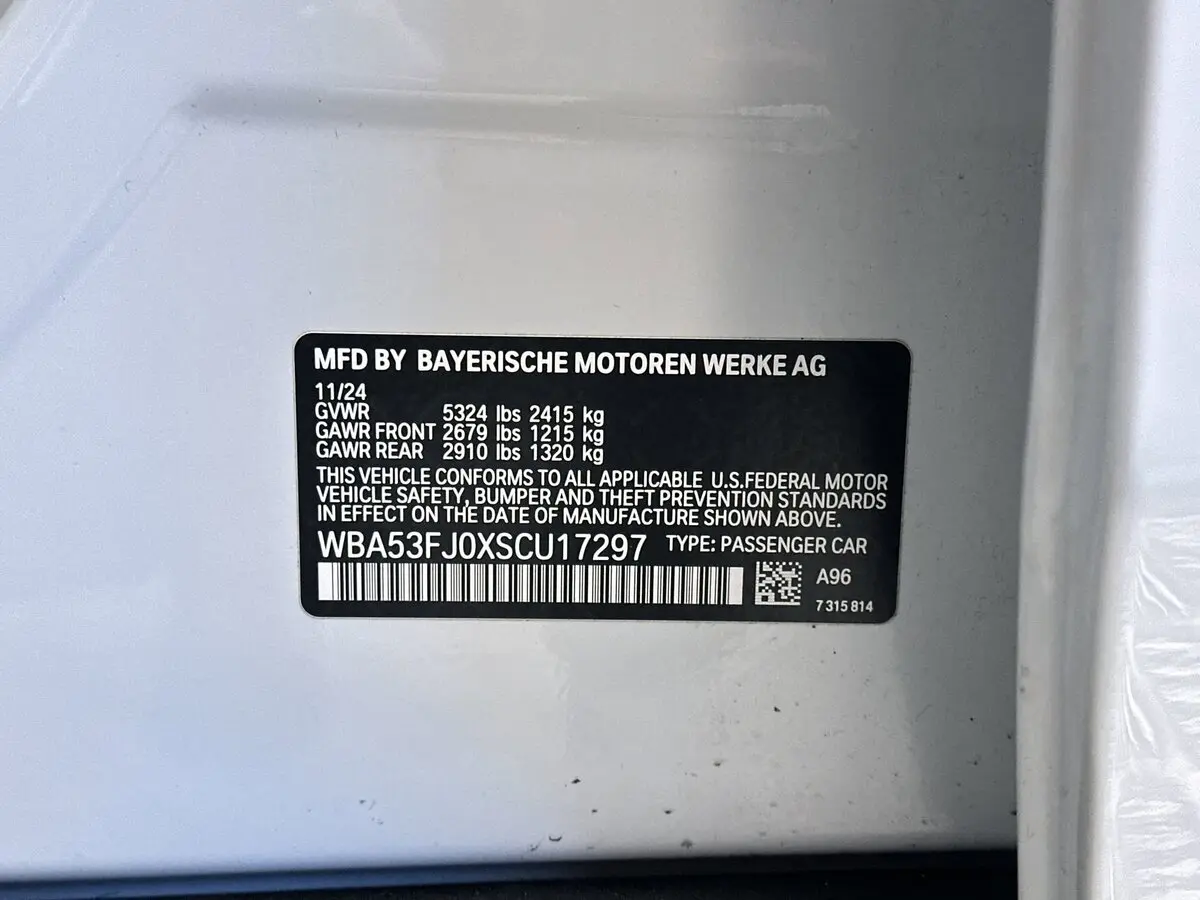 MFD BY BAYERISCHE MOTOREN WERKE AG
11/24
GVWR 5324 lbs 2415 kg
GAWR FRONT 2679 lbs 1215 kg
GAWR REAR 2910 lbs 1320 kg
THIS VEHICLE CONFORMS TO ALL APPLICABLE U.S.FEDERAL MOTOR
VEHICLE SAFETY, BUMPER AND THEFT PREVENTION STANDARDS
IN EFFECT ON THE DATE OF MANUFACTURE SHOWN ABOVE.
WBA53FJ0XSCU17297 TYPE: PASSENGER CAR
A96
7 315 814